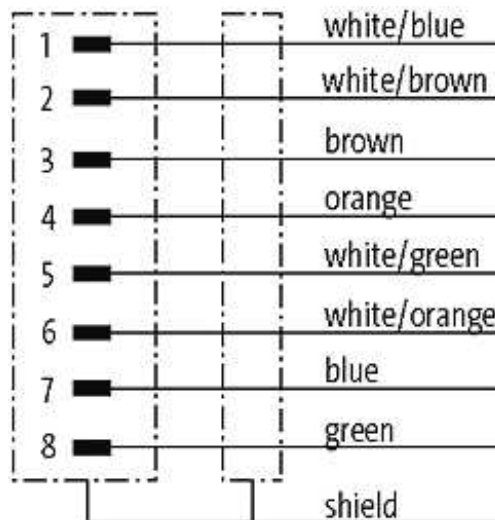 1 white/blue
2 white/brown
3 brown
4 orange
5 white/green
6 white/orange
7 blue
8 green
shield